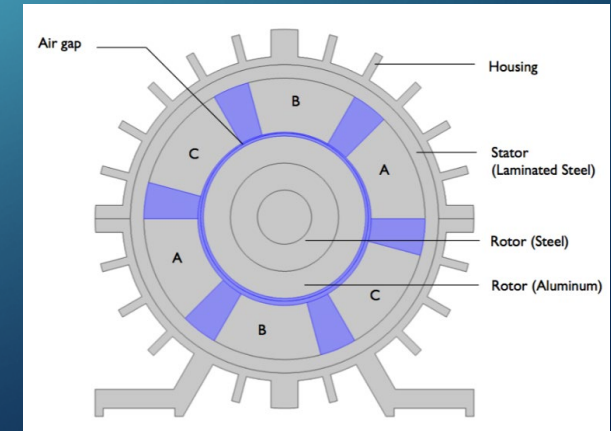 Air gap
Housing
B
C
A
Stator
(Laminated Steel)
A
Rotor (Steel)
Rotor (Aluminum)
C
B